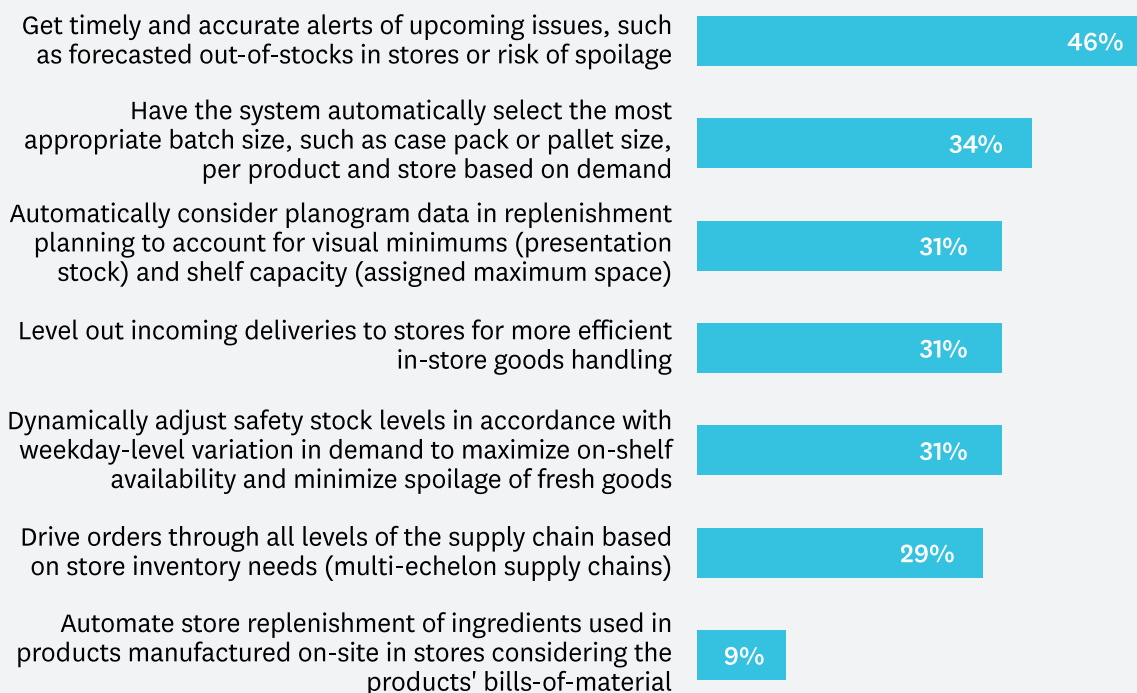 Get timely and accurate alerts of upcoming issues, such
as forecasted out-of-stocks in stores or risk of spoilage
46%
Have the system automatically select the most
appropriate batch size, such as case pack or pallet size,
per product and store based on demand
34%
Automatically consider planogram data in replenishment
planning to account for visual minimums (presentation
stock) and shelf capacity (assigned maximum space)
31%
Level out incoming deliveries to stores for more efficient
in-store goods handling
31%
Dynamically adjust safety stock levels in accordance with
weekday-level variation in demand to maximize on-shelf
availability and minimize spoilage of fresh goods
31%
Drive orders through all levels of the supply chain based
on store inventory needs (multi-echelon supply chains)
29%
Automate store replenishment of ingredients used in
products manufactured on-site in stores considering the
products' bills-of-material
9%